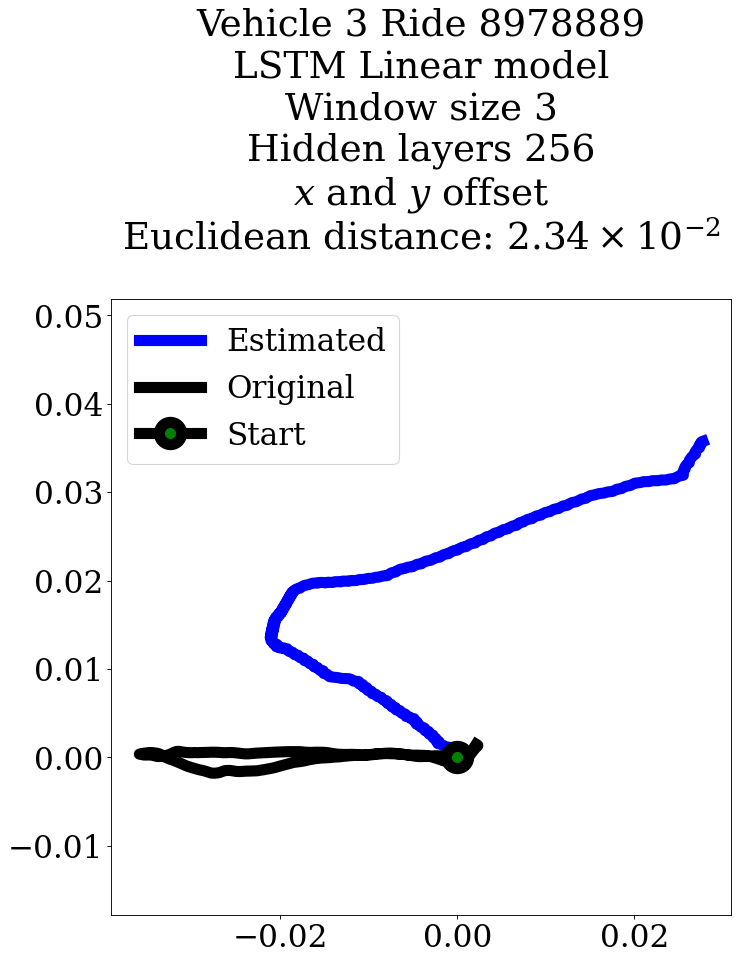 Vehicle 3 Ride 8978889
LSTM Linear model
Window size 3
Hidden layers 256
x and y offset
Euclidean distance: 2.34 × 10⁻²
0.05
0.04
0.03
0.02
0.01
0.00
−0.01
Estimated
Original
Start
−0.02
0.00
0.02